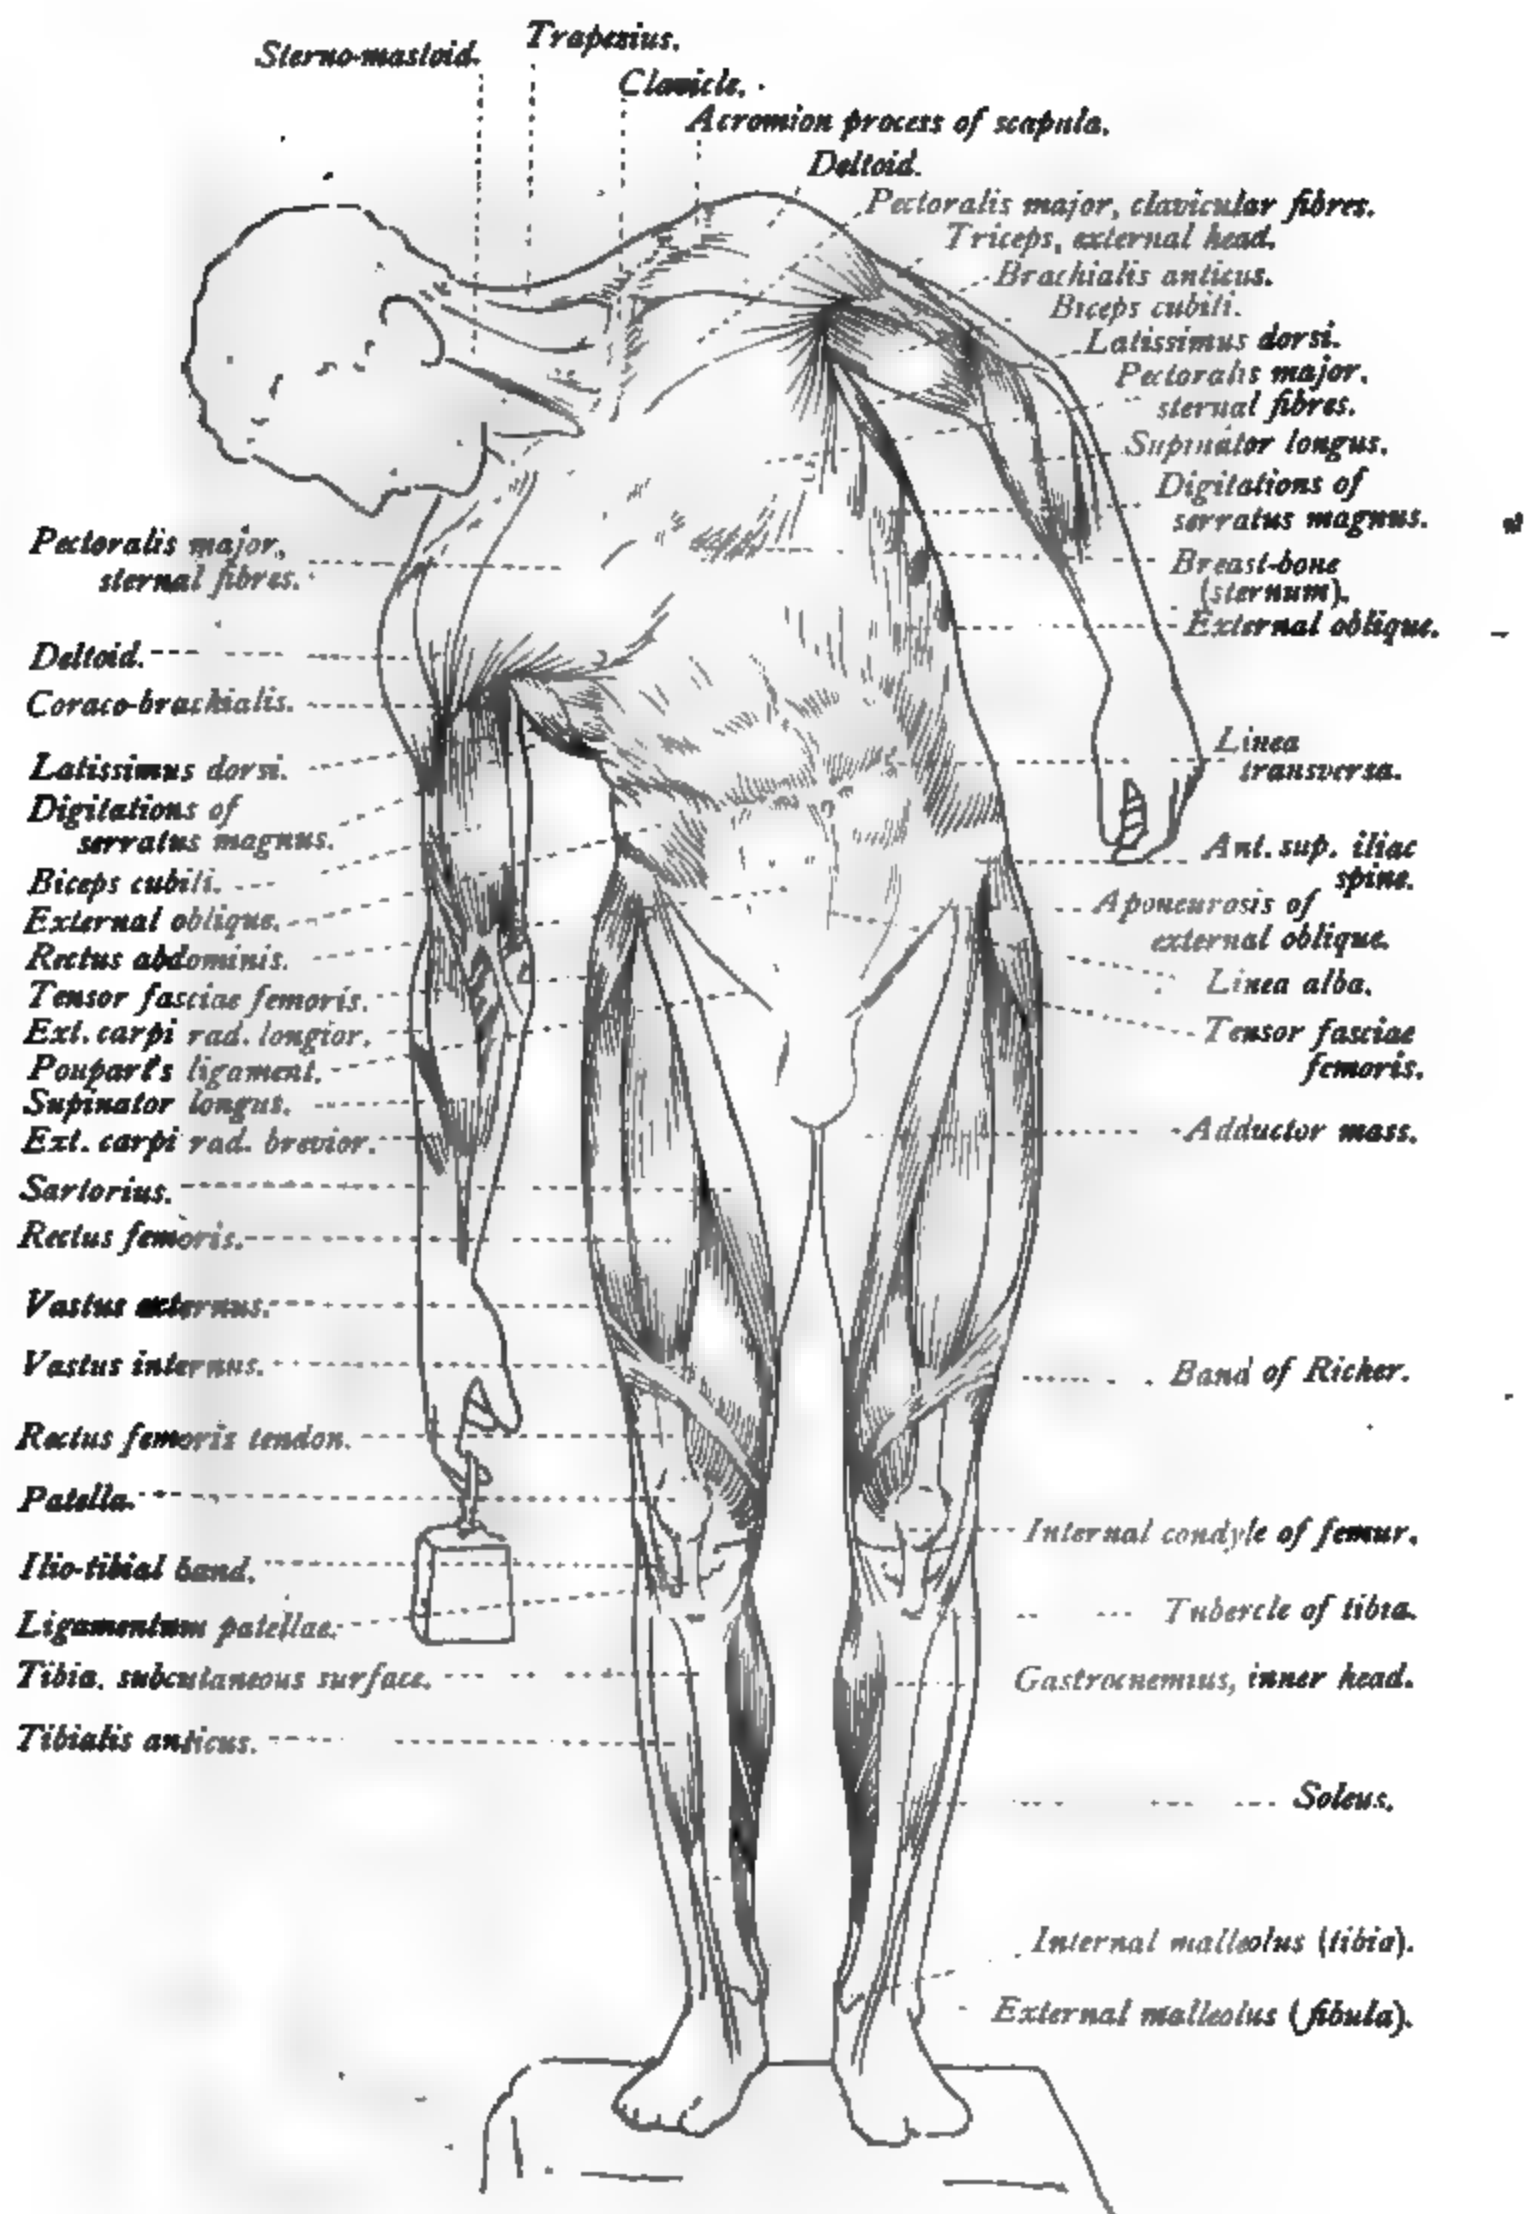 Sterno-mastoid.
Trapezius.
Clavicle.
Acromion process of scapula.
Deltoid.
Pectoralis major, clavicular fibres.
Triceps, external head.
Brachialis anticus.
Biceps cubiti.
Latissimus dorsi.
Pectoralis major.
sternal fibres.
Supinator longus.
Digitations of
serratus magnus.
Breast-bone
(sternum).
External oblique.
Linea
transversa.
Ant. sup. iliac
spine.
Aponeurosis of
external oblique.
Linea alba.
Tensor fasciae
femoris.
Adductor mass.
Band of Richer.
Internal condyle of femur.
Tubercle of tibia.
Gastrocnemius, inner head.
Soleus.
Internal malleolus (tibia).
External malleolus (fibula).
Pectoralis major,
sternal fibres.
Deltoid.
Coraco-brachialis.
Latissimus dorsi.
Digitations of
serratus magnus.
Biceps cubiti.
External oblique.
Rectus abdominis.
Tensor fasciae femoris.
Ext. carpi rad. longior.
Poupart's ligament.
Supinator longus.
Ext. carpi rad. brevior.
Sartorius.
Rectus femoris.
Vastus externus.
Vastus internus.
Rectus femoris tendon.
Patella.
Ilio-tibial band.
Ligamentum patellae.
Tibia. subcutaneous surface.
Tibialis anticus.